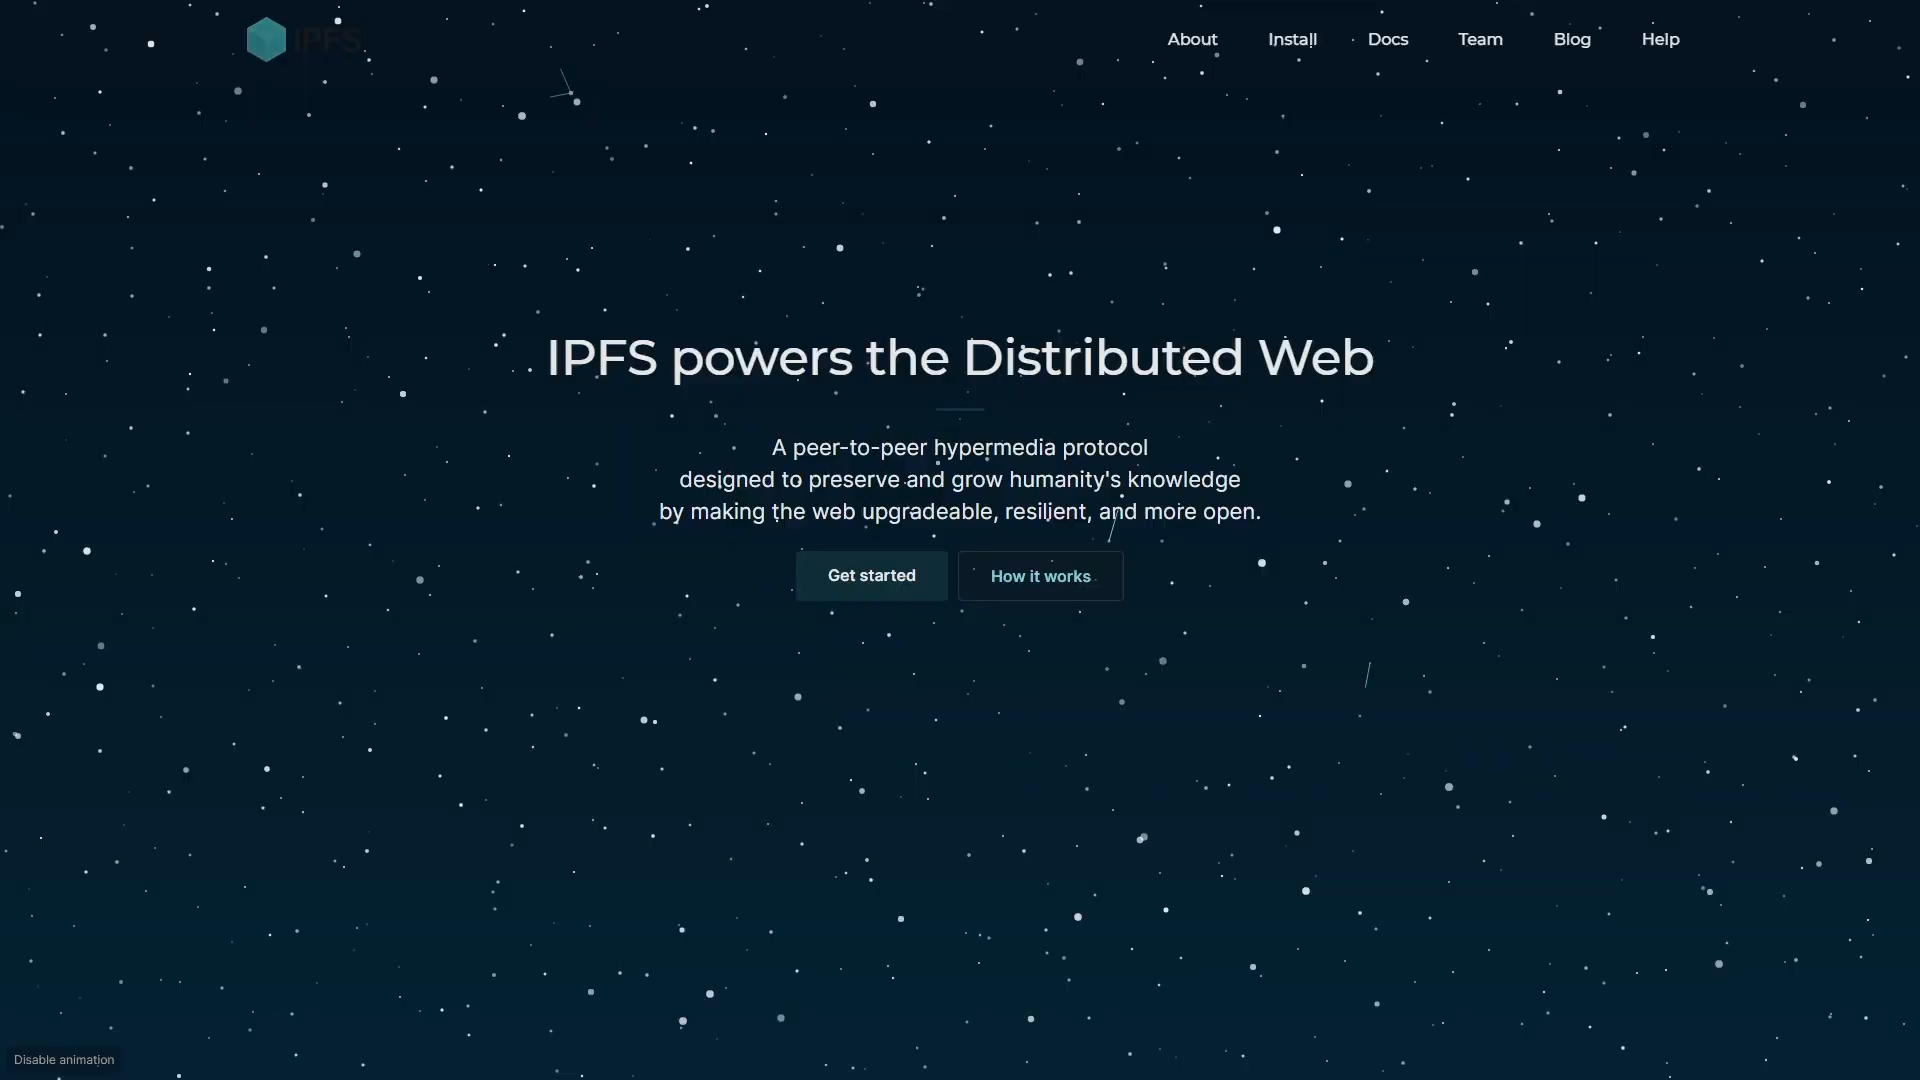 IPFS
About
Install
Docs
Team
Blog
Help
IPFS powers the Distributed Web
A peer-to-peer hypermedia protocol
designed to preserve and grow humanity's knowledge
by making the web upgradeable, resilient, and more open.
Get started
How it works
Disable animation